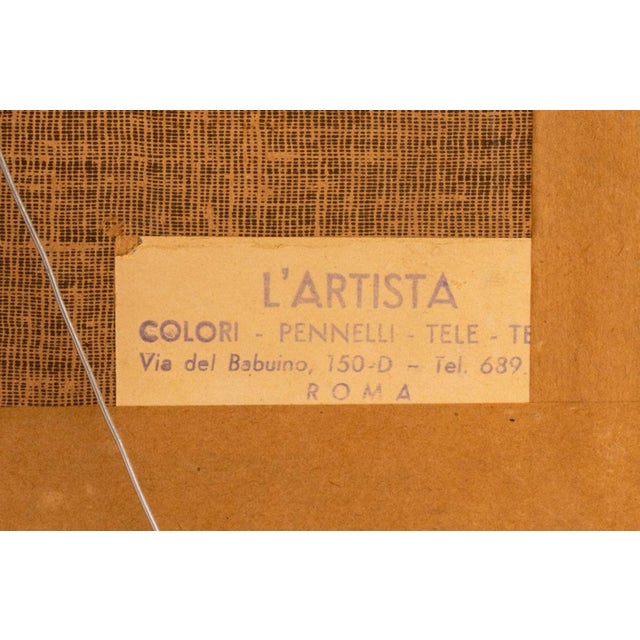 L'ARTISTA
COLORI - PENNELLI - TELE - TE
Via del Babuino, 150-D - Tel. 689.
ROMA